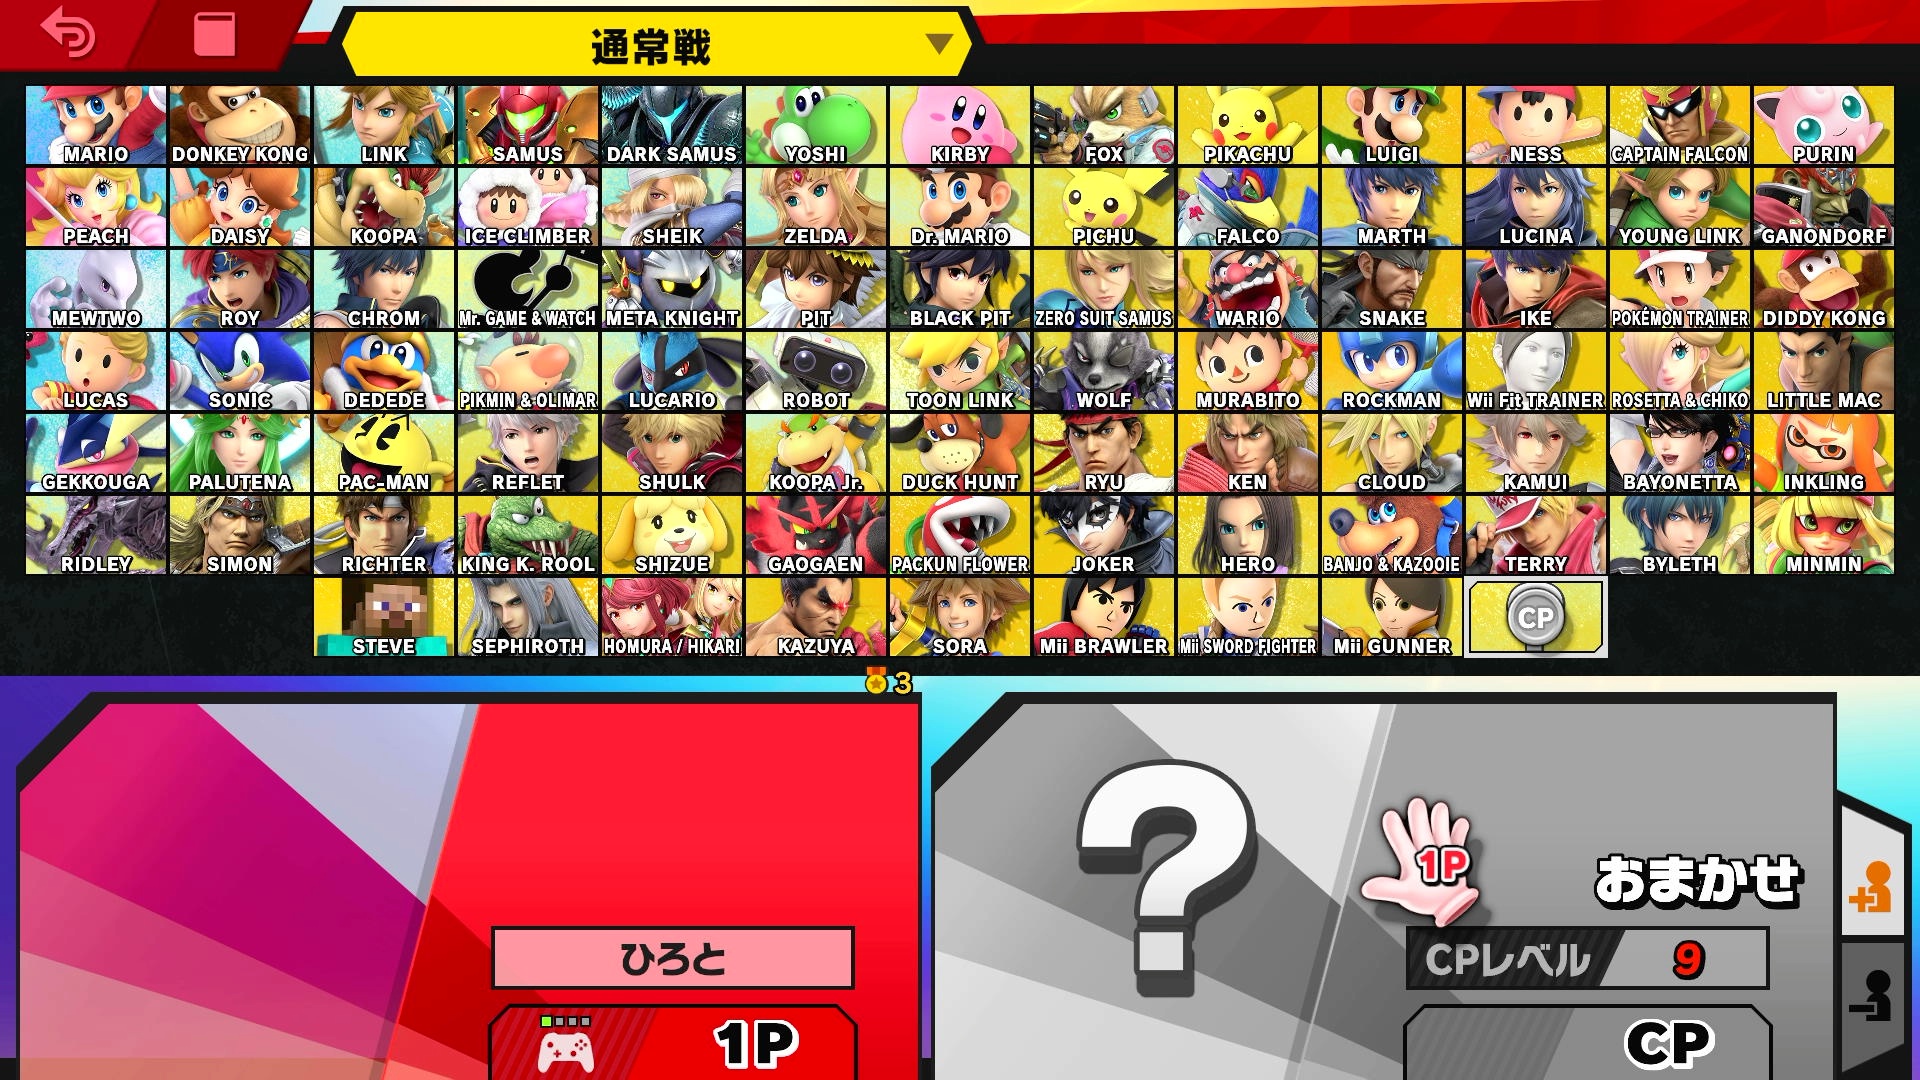 通常戦
MARIO DONKEY KONG LINK SAMUS DARK SAMUS YOSHI KIRBY FOX PIKACHU LUIGI NESS CAPTAIN FALCON PURIN
PEACH DAISY KOOPA ICE CLIMBER SHEIK ZELDA Dr. MARIO PICHU FALCO MARTH LUCINA YOUNG LINK GANONDORF
MEWTWO ROY CHROM Mr. GAME & WATCH META KNIGHT PIT BLACK PIT ZERO SUIT SAMUS WARIO SNAKE IKE POKÉMON TRAINER DIDDY KONG
LUCAS SONIC DEDEDE PIKMIN & OLIMAR LUCARIO ROBOT TOON LINK WOLF MURABITO ROCKMAN Wii Fit TRAINER ROSETTA & CHIKO LITTLE MAC
GEKKOUGA PALUTENA PAC-MAN REFLET SHULK KOOPA Jr. DUCK HUNT RYU KEN CLOUD KAMUI BAYONETTA INKLING
RIDLEY SIMON RICHTER KING K. ROOL SHIZUE GAOGAEN PACKUN FLOWER JOKER HERO BANJO & KAZOOIE TERRY BYLETH MINMIN
STEVE SEPHIROTH HOMURA / HIKARI KAZUYA SORA Mii BRAWLER Mii SWORD FIGHTER Mii GUNNER CP
3
1P
おまかせ
ひろと
CPレベル 9
1P
CP